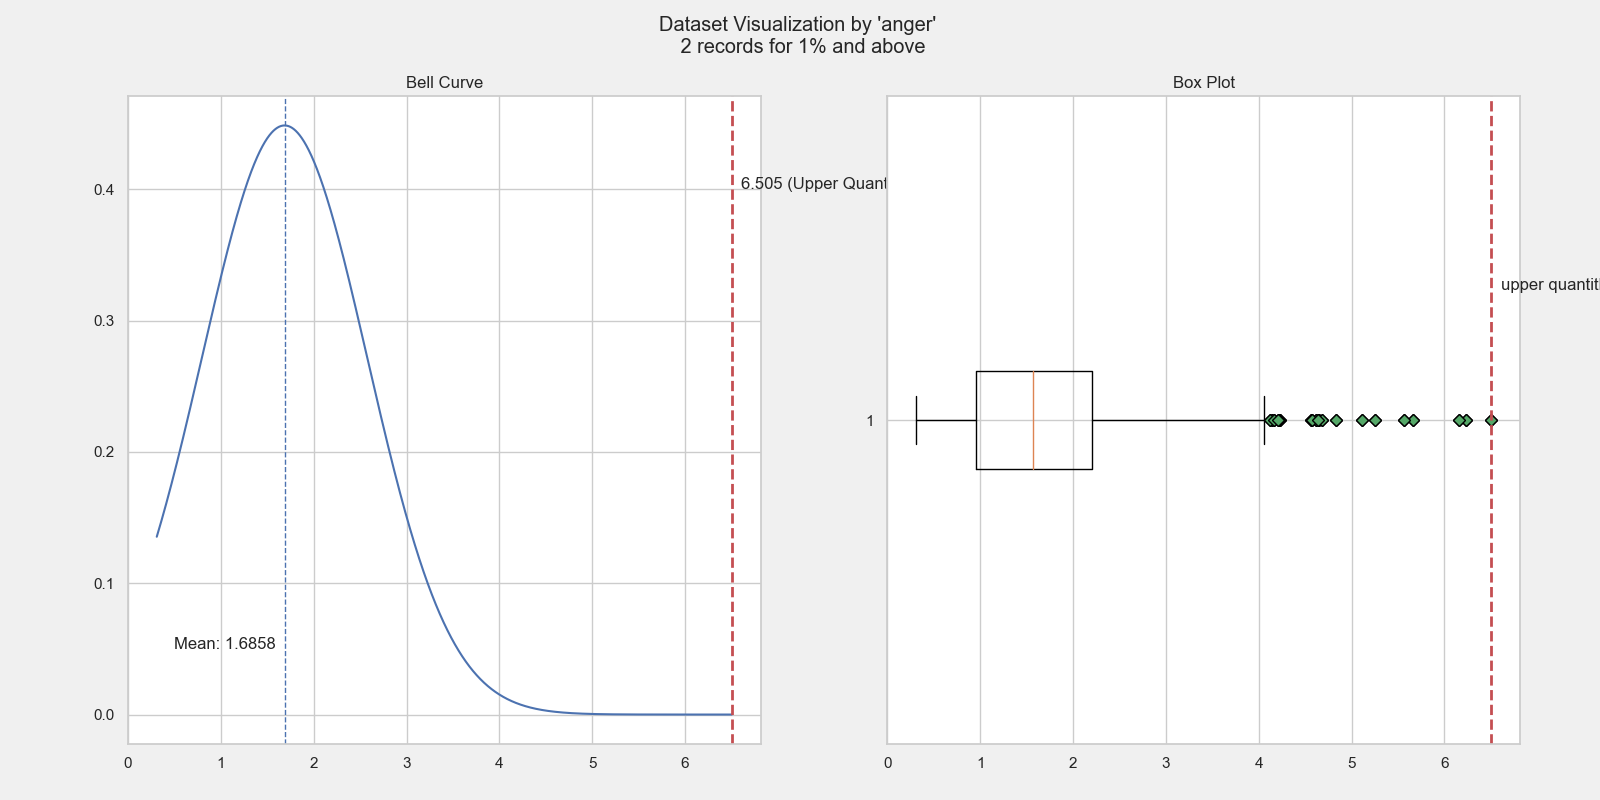 Dataset Visualization by 'anger'
2 records for 1% and above
Bell Curve
0.4
0.3
0.2
0.1
0.0
0 1 2 3 4 5 6
6.505 (Upper Quant
Mean: 1.6858
Box Plot
upper quantit
1
0 1 2 3 4 5 6